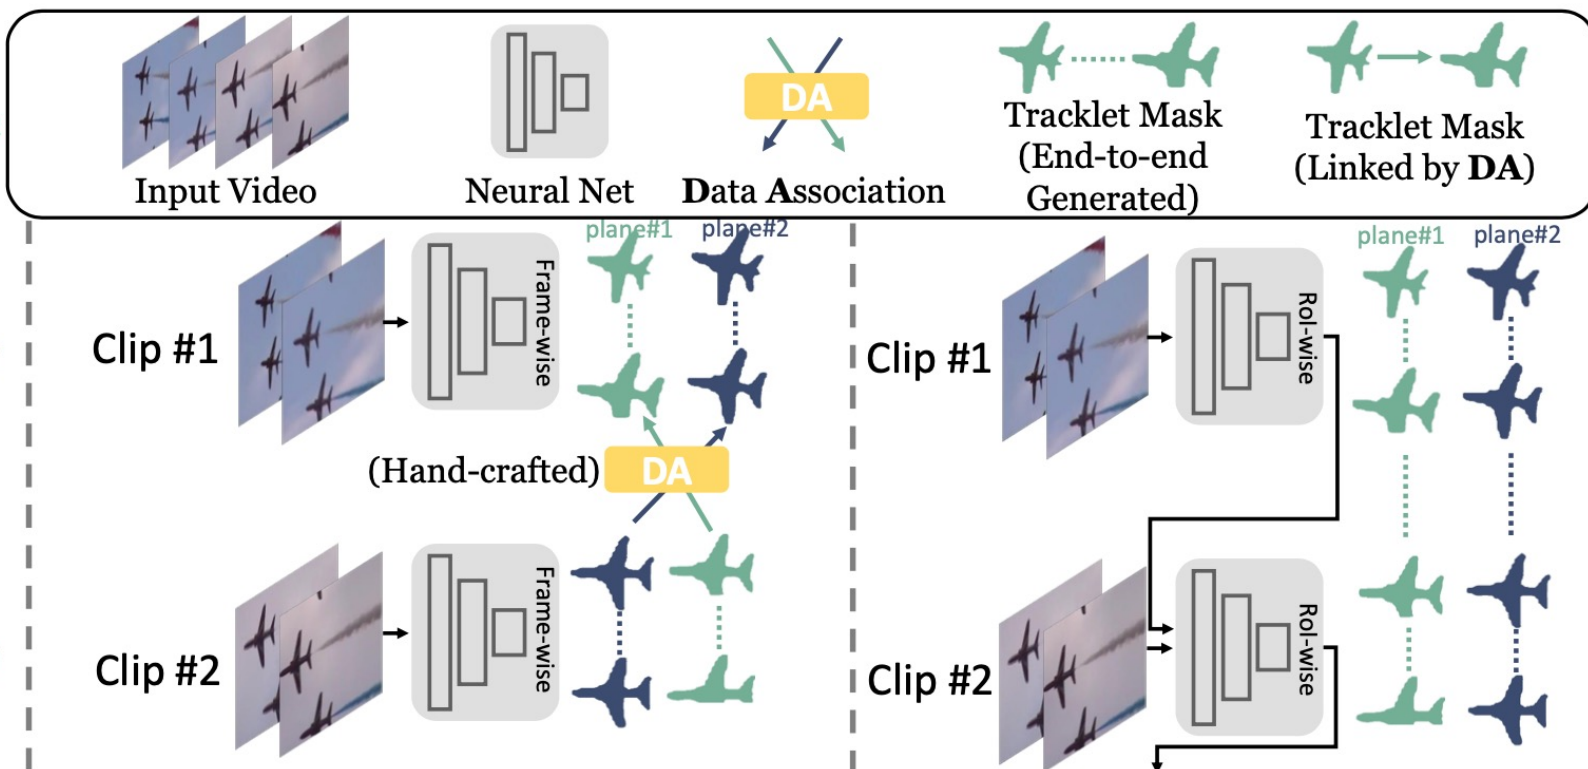 DA
Input Video
Neural Net
Data Association
Tracklet Mask
(End-to-end
Generated)
Tracklet Mask
(Linked by DA)
plane#1
plane#2
Clip #1
Frame-wise
(Hand-crafted)
DA
Clip #2
Frame-wise
plane#1
plane#2
Clip #1
RoI-wise
Clip #2
RoI-wise